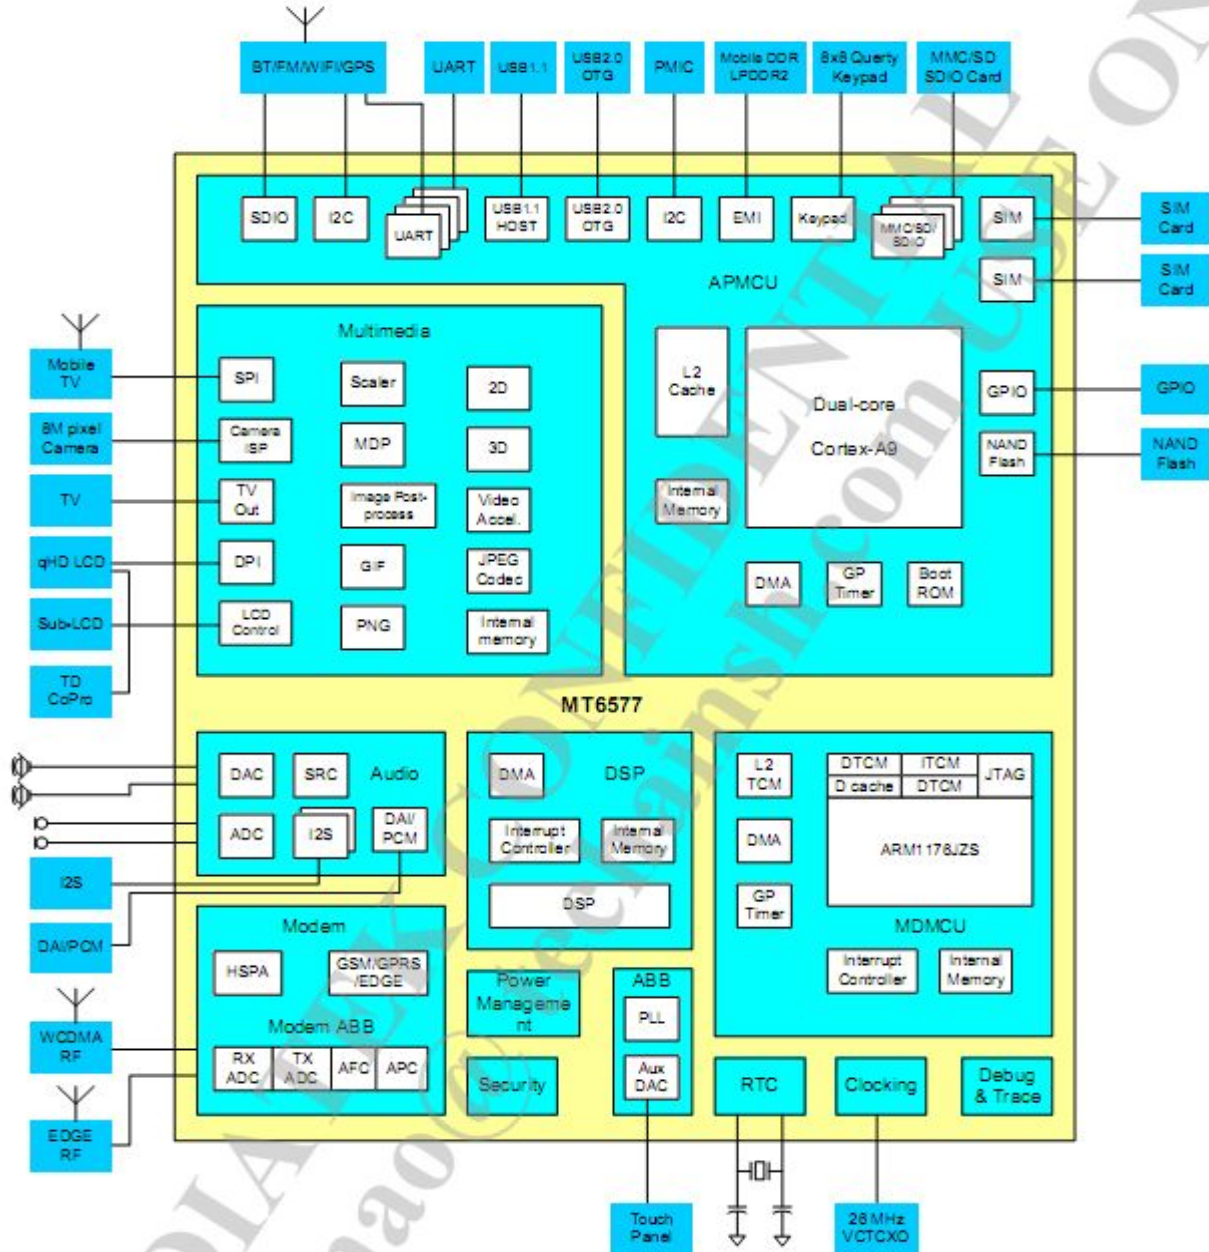 BT/FM/WIFI/GPS
UART
USB1.1
USB2.0
OTG
PMIC
Mobile DDR
LPDDR2
8x8 Querty
Keypad
MMC/SD
SDIO Card
SDIO
I2C
UART
USB1.1
HOST
USB2.0
OTG
I2C
EMI
Keypad
MMC/SD/
SDIO
SIM
SIM
Card
APMCU
SIM
SIM
Card
Multimedia
Mobile
TV
SPI
Scaler
2D
L2
Cache
Dual-core
Cortex-A9
GPIO
GPIO
8M pixel
Camera
Camera
ISP
MDP
3D
NAND
Flash
NAND
Flash
TV
TV
Out
Image Post-
process
Video
Accel.
Internal
Memory
qHD LCD
DPI
GIF
JPEG
Codec
DMA
GP
Timer
Boot
ROM
Sub-LCD
LCD
Control
PNG
Internal
memory
TD
CoPro
MT6577
DAC
SRC
Audio
DMA
DSP
L2
TCM
DTCM
ITCM
JTAG
D cache
DTCM
ADC
I2S
DAI/
PCM
Interrupt
Controller
Internal
Memory
DMA
ARM1176JZS
I2S
DSP
GP
Timer
DAI/PCM
Modem
MDMCU
HSPA
GSM/GPRS
/EDGE
Interrupt
Controller
Internal
Memory
Power
Manageme
nt
ABB
PLL
WCDMA
RF
Modem ABB
RX
ADC
TX
ADC
AFC
APC
Security
Aux
DAC
RTC
Clocking
Debug
& Trace
EDGE
RF
Touch
Panel
26 MHz
VCTCXO